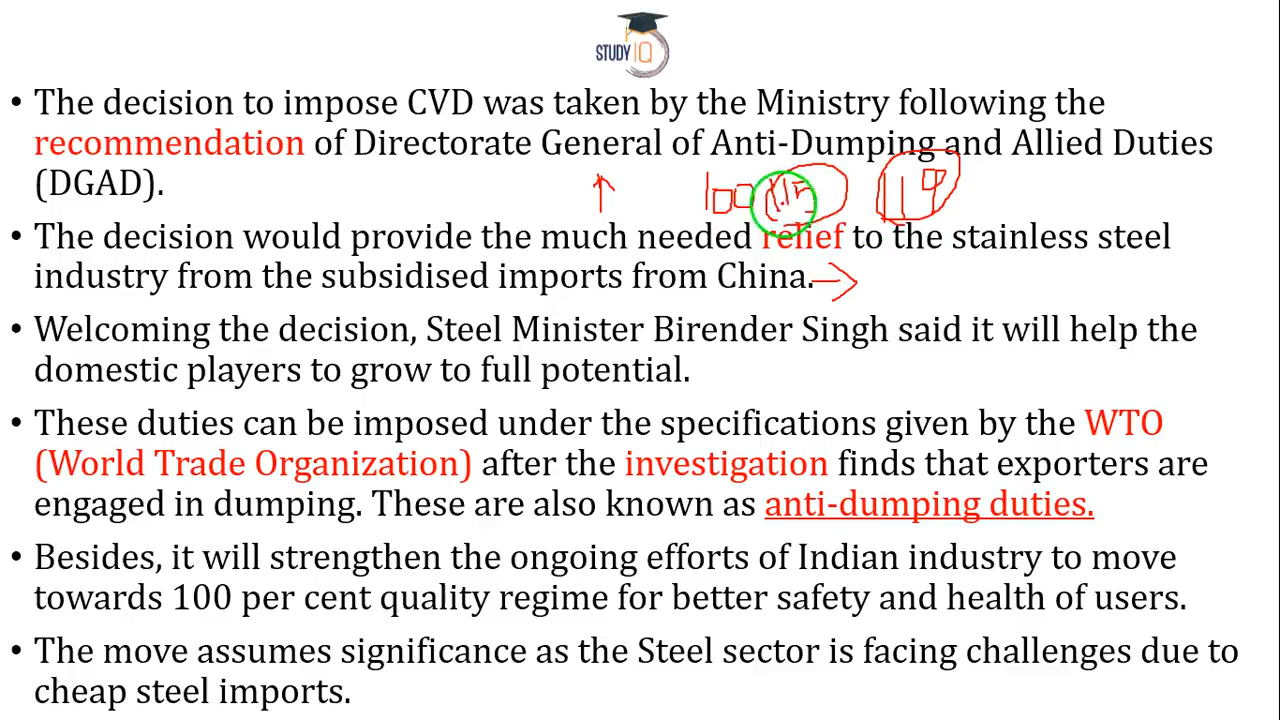 STUDY IQ
• The decision to impose CVD was taken by the Ministry following the
recommendation of Directorate General of Anti-Dumping and Allied Duties
(DGAD).
100
• The decision would provide the much needed relief to the stainless steel
industry from the subsidised imports from China.
• Welcoming the decision, Steel Minister Birender Singh said it will help the
domestic players to grow to full potential.
• These duties can be imposed under the specifications given by the WTO
(World Trade Organization) after the investigation finds that exporters are
engaged in dumping. These are also known as anti-dumping duties.
• Besides, it will strengthen the ongoing efforts of Indian industry to move
towards 100 per cent quality regime for better safety and health of users.
• The move assumes significance as the Steel sector is facing challenges due to
cheap steel imports.